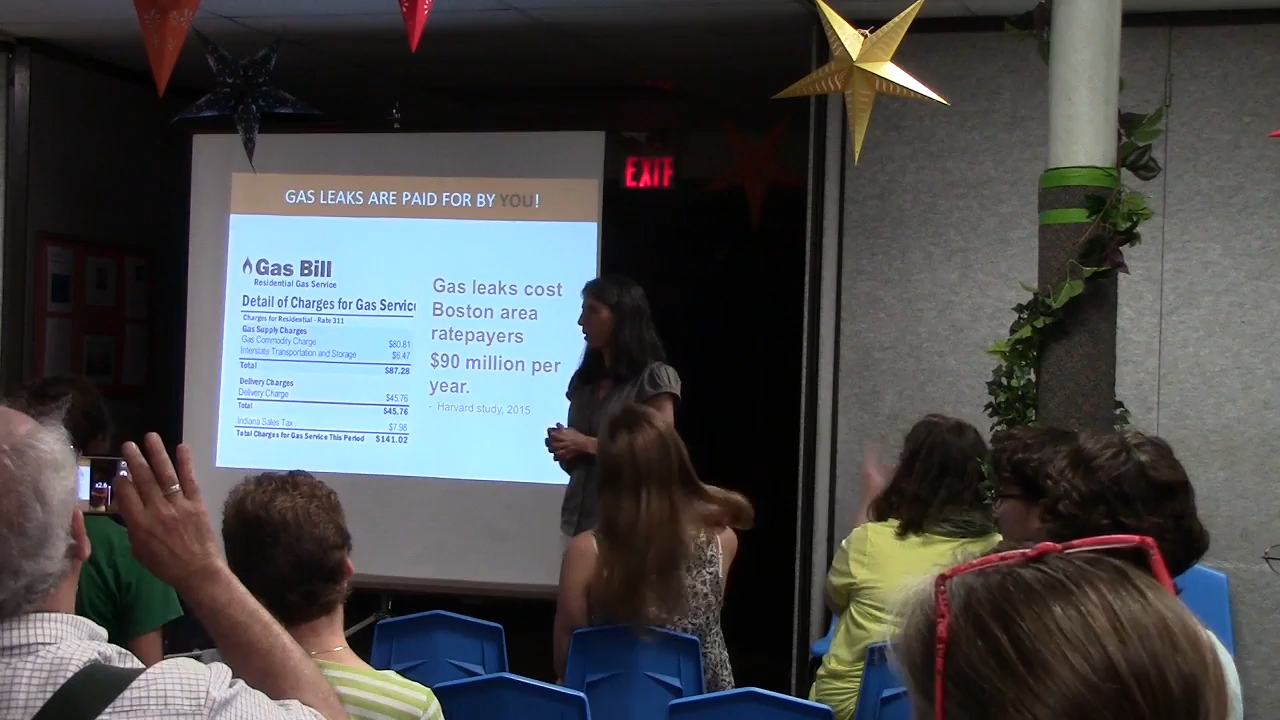 EXIT
GAS LEAKS ARE PAID FOR BY YOU!
Gas Bill
Residential Gas Service
Detail of Charges for Gas Service
Charges for Residential - Rate 311
Gas Supply Charges
Gas Commodity Charge $80.81
Interstate Transportation and Storage $6.47
Total $87.28
Delivery Charges
Delivery Charge $45.76
Total $45.76
Indiana Sales Tax $7.98
Total Charges for Gas Service This Period $141.02
Gas leaks cost
Boston area
ratepayers
$90 million per
year.
- Harvard study, 2015